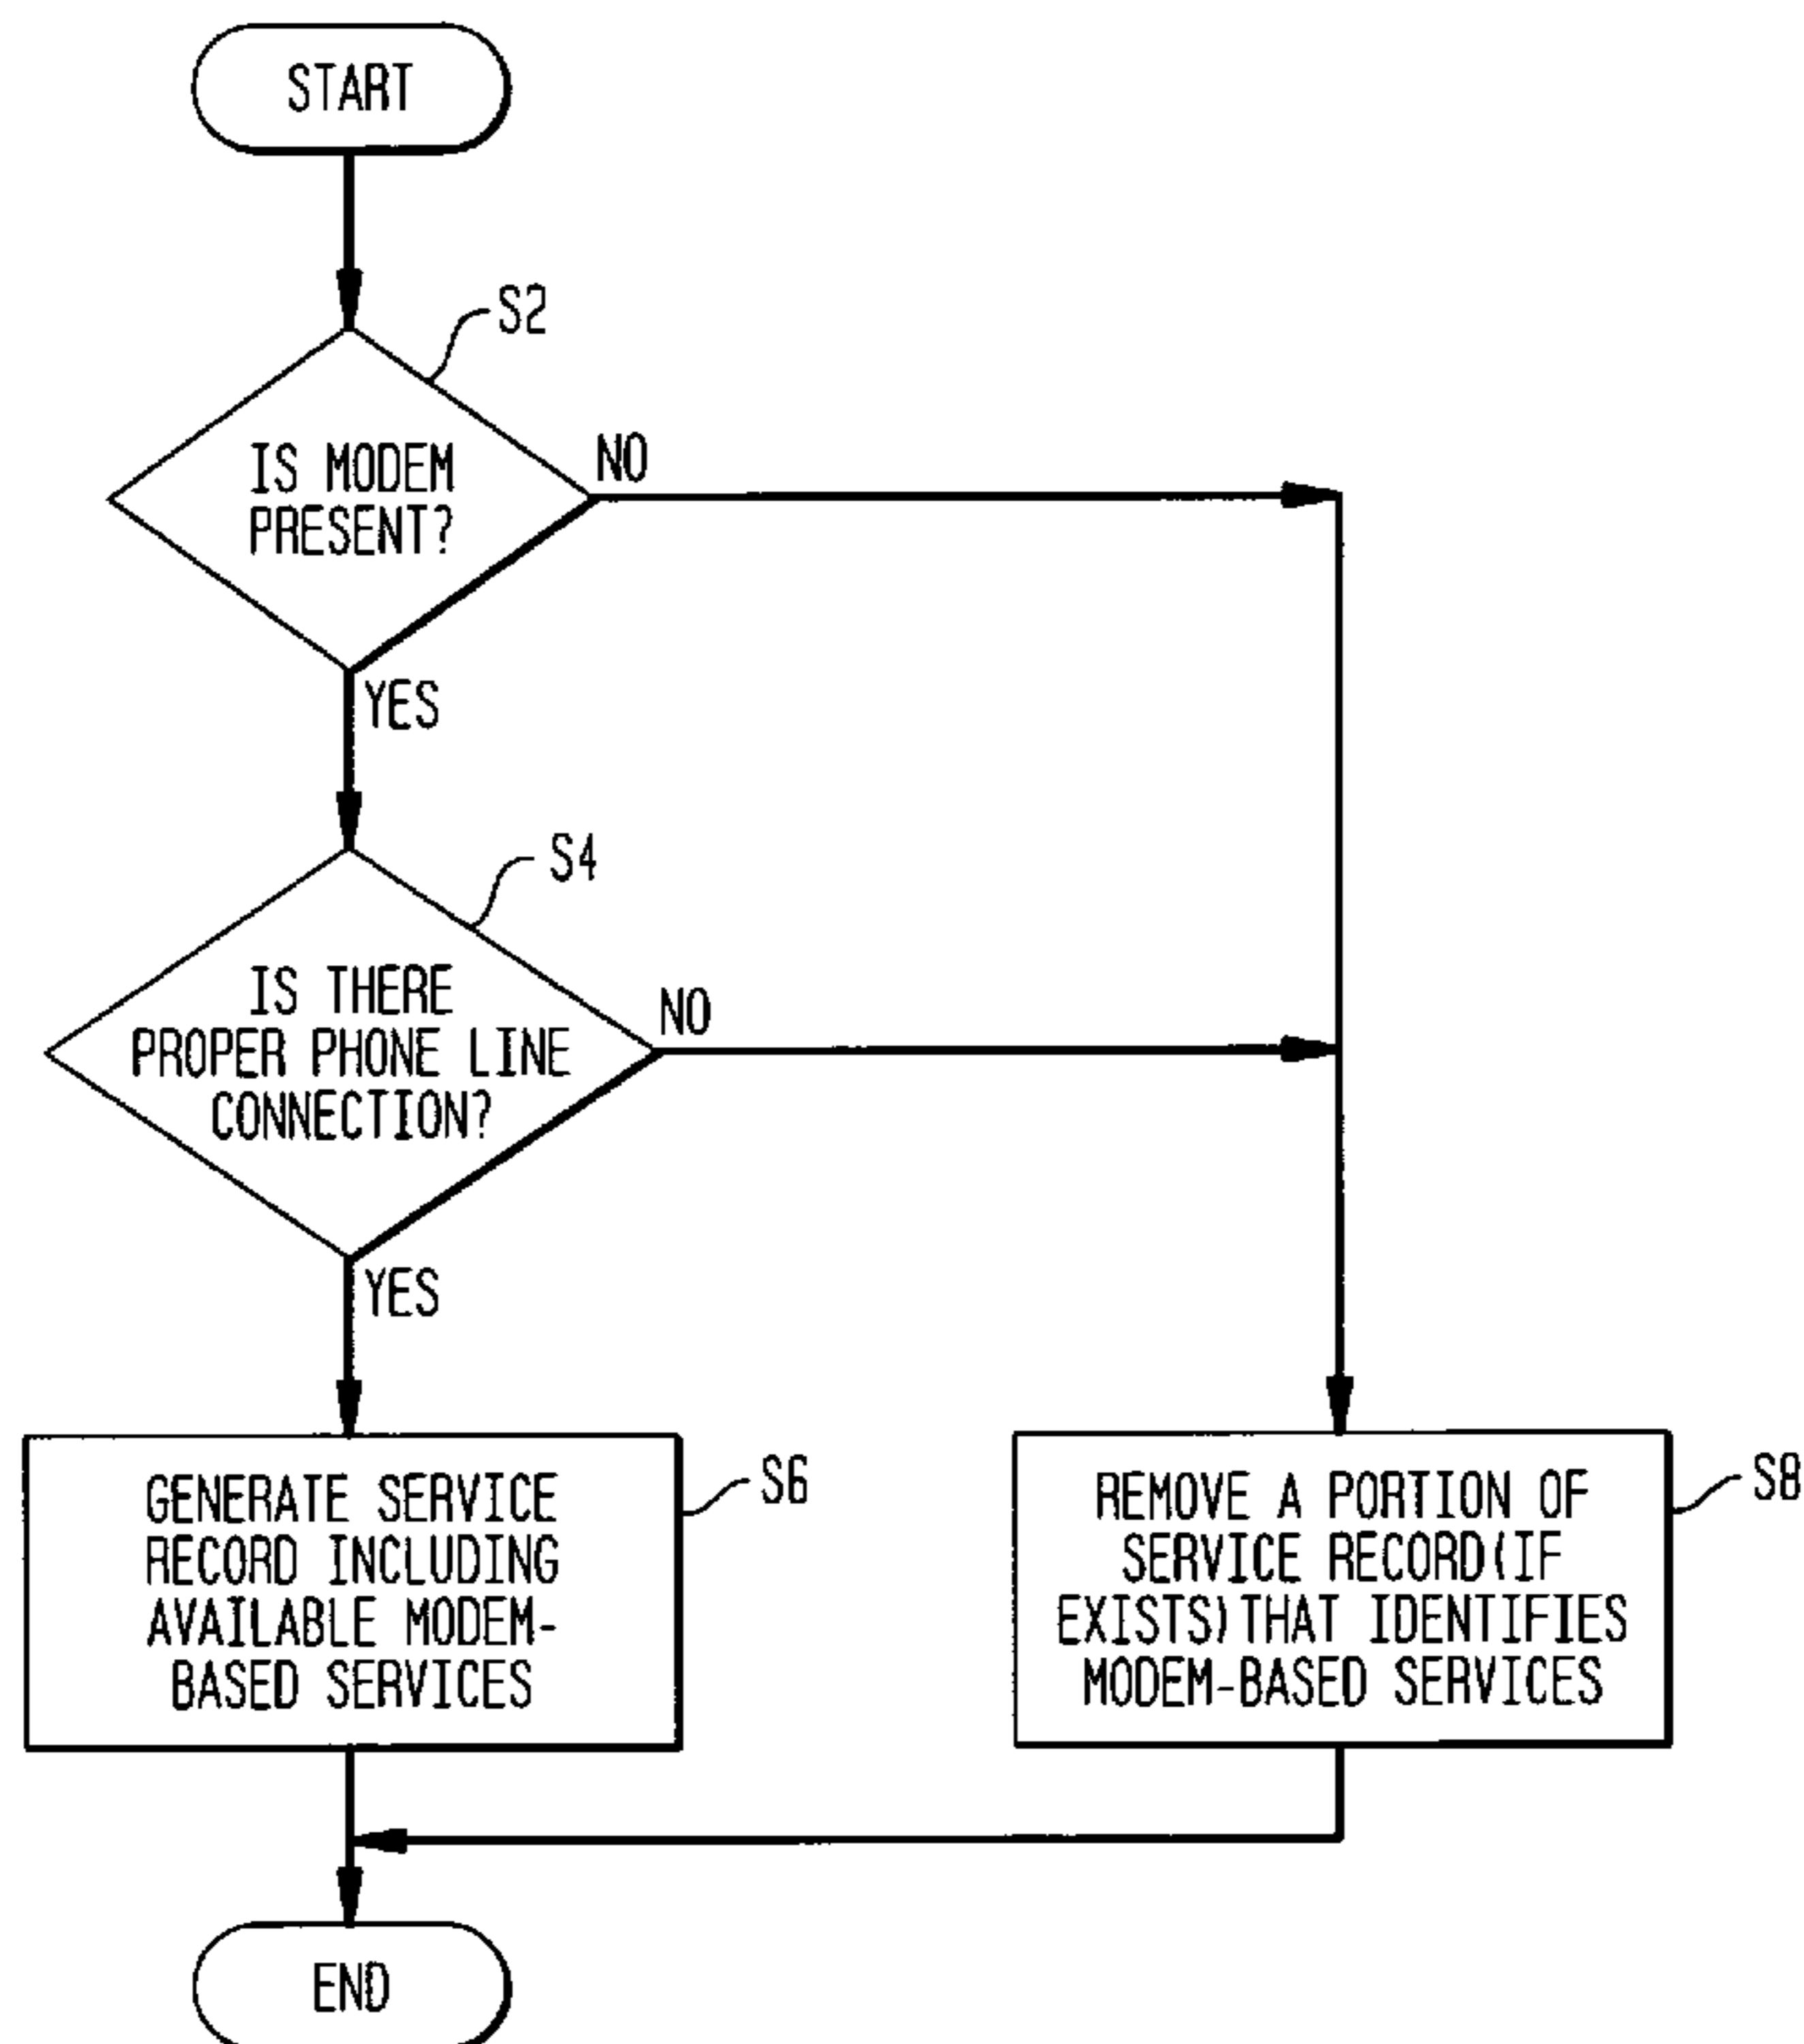 START
S2
IS MODEM
PRESENT?
NO
YES
S4
IS THERE
PROPER PHONE LINE
CONNECTION?
NO
YES
GENERATE SERVICE
RECORD INCLUDING
AVAILABLE MODEM-
BASED SERVICES
S6
REMOVE A PORTION OF
SERVICE RECORD(IF
EXISTS)THAT IDENTIFIES
MODEM-BASED SERVICES
S8
END